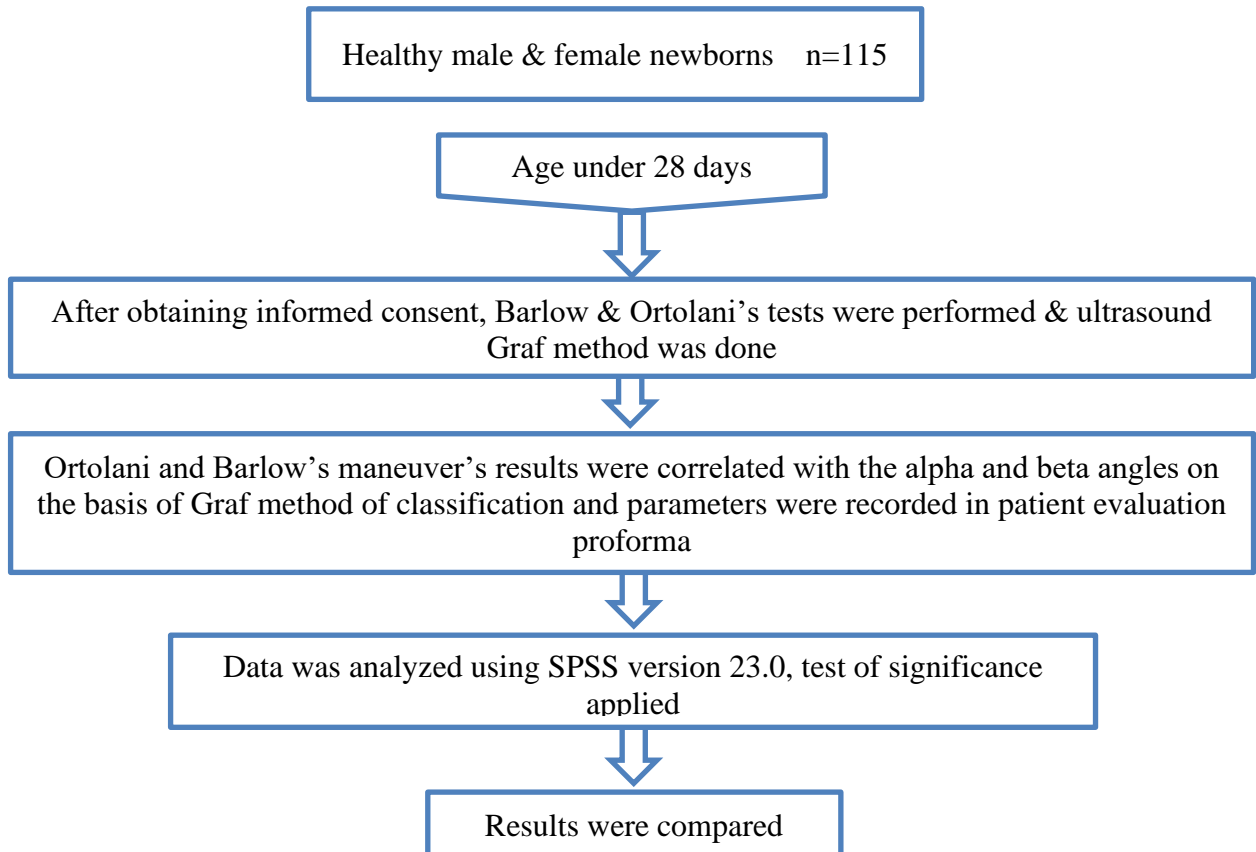 Healthy male & female newborns n=115
Age under 28 days
After obtaining informed consent, Barlow & Ortolani’s tests were performed & ultrasound
Graf method was done
Ortolani and Barlow’s maneuver’s results were correlated with the alpha and beta angles on
the basis of Graf method of classification and parameters were recorded in patient evaluation
proforma
Data was analyzed using SPSS version 23.0, test of significance
applied
Results were compared